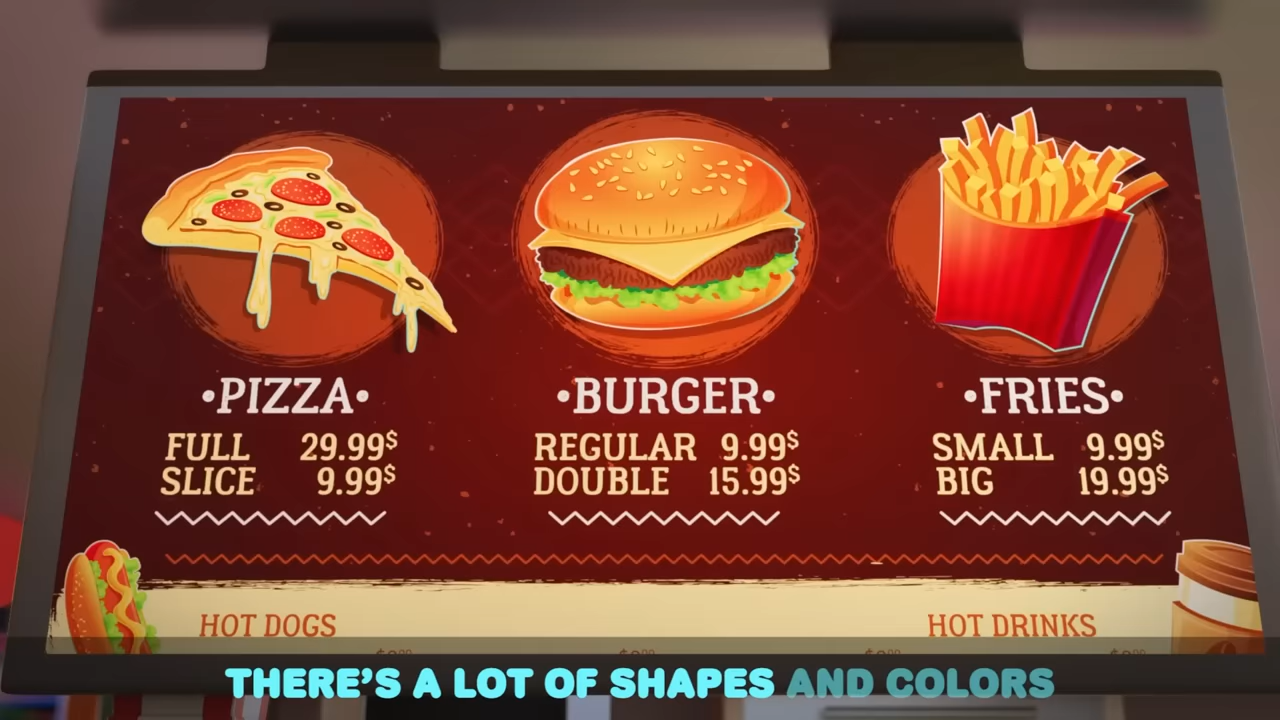 •PIZZA•
FULL 29.99$
SLICE 9.99$
•BURGER•
REGULAR 9.99$
DOUBLE 15.99$
•FRIES•
SMALL 9.99$
BIG 19.99$
HOT DOGS
HOT DRINKS
THERE'S A LOT OF SHAPES AND COLORS